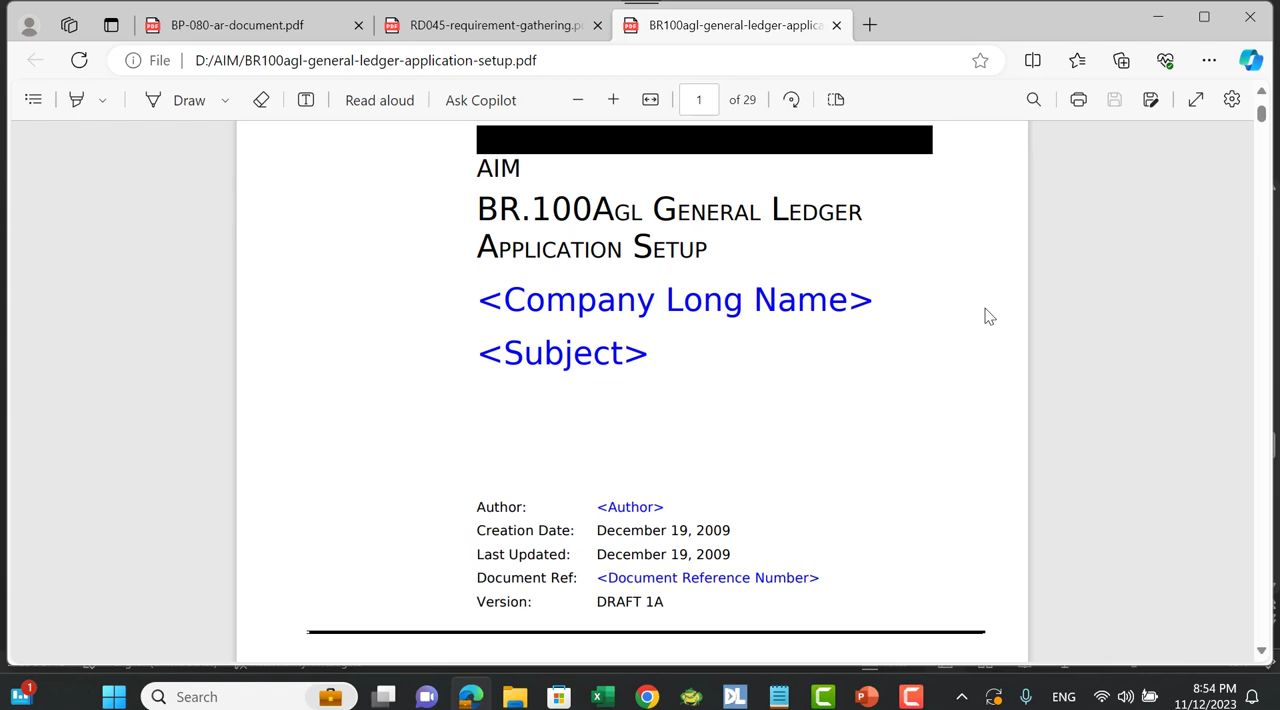 BP-080-ar-document.pdf
RD045-requirement-gathering.p
BR100agl-general-ledger-applica
File
D:/AIM/BR100agl-general-ledger-application-setup.pdf
Draw
Read aloud
Ask Copilot
1
of 29
AIM
BR.100Agl General Ledger
Application Setup
<Company Long Name>
<Subject>
Author: <Author>
Creation Date: December 19, 2009
Last Updated: December 19, 2009
Document Ref: <Document Reference Number>
Version: DRAFT 1A
1
Search
DL
ENG
8:54 PM
11/12/2023